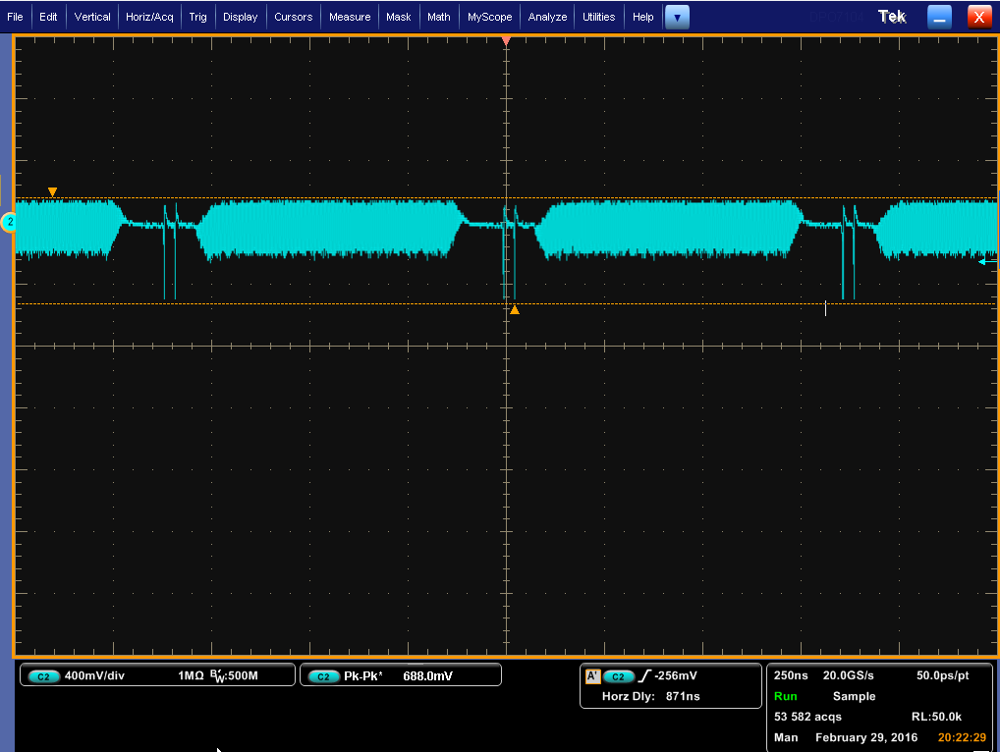 File Edit Vertical Horiz/Acq Trig Display Cursors Measure Mask Math MyScope Analyze Utilities Help Tek X
2
C2 400mV/div 1MΩ BW:500M
C2 Pk-Pk* 688.0mV
A' C2 -256mV
Horz Dly: 871ns
250ns 20.0GS/s 50.0ps/pt
Run Sample
53 582 acqs RL:50.0k
Man February 29, 2016 20:22:29